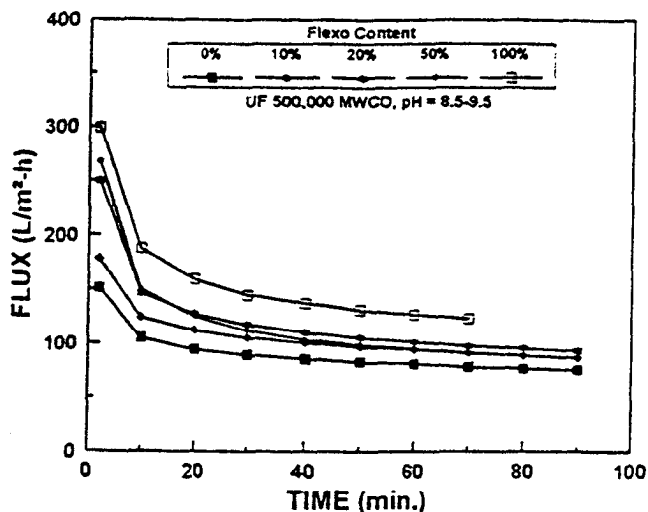 400
300
200
100
0
FLUX (L/m²-h)
Flexo Content
0% 10% 20% 50% 100%
UF 500,000 MWCO, pH = 8.5-9.5
0 20 40 60 80 100
TIME (min.)